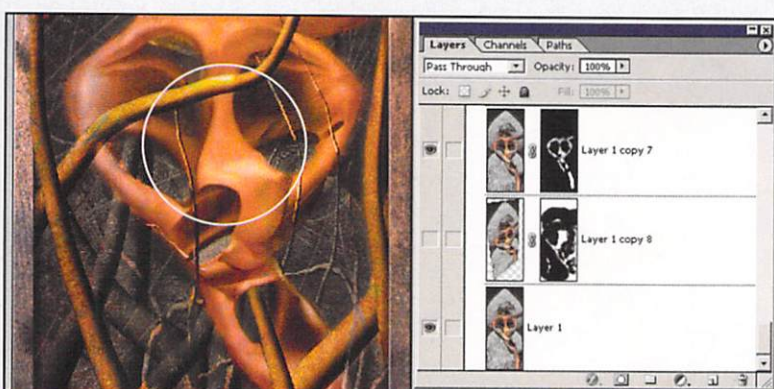 Layers Channels Paths
Pass Through Opacity: 100%
Lock: Fill: 100%
Layer 1 copy 7
Layer 1 copy 8
Layer 1